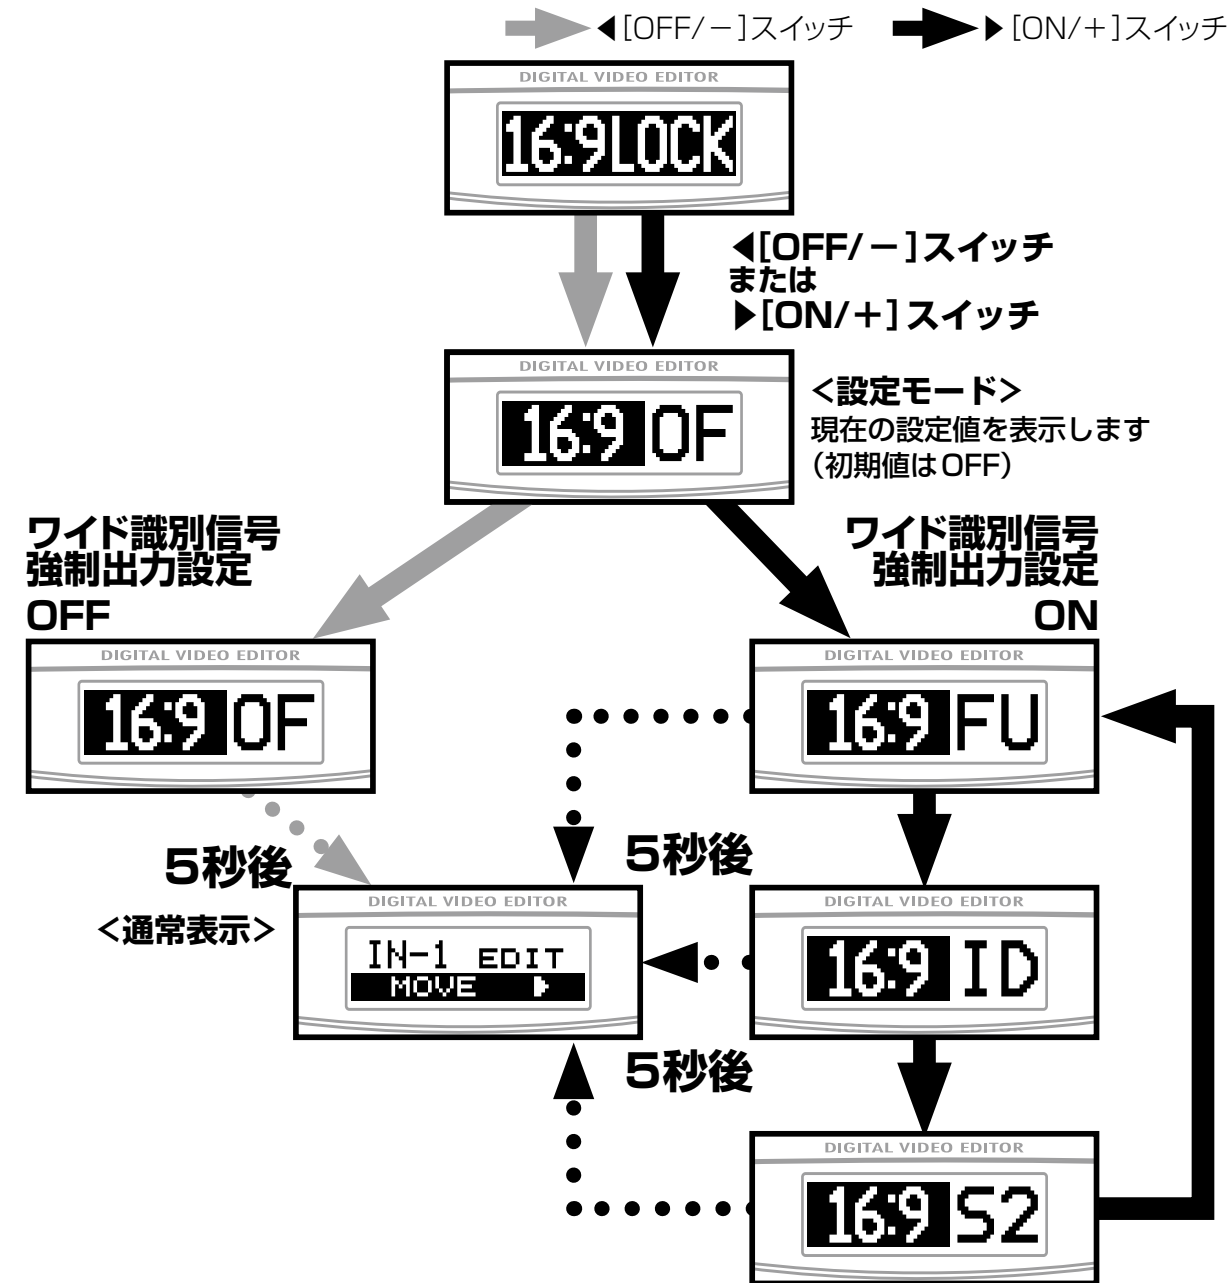 ◀[OFF/－]スイッチ ▶[ON/＋]スイッチ
DIGITAL VIDEO EDITOR
16:9LOCK
◀[OFF/－]スイッチ
または
▶[ON/＋]スイッチ
DIGITAL VIDEO EDITOR
16:9 OF
＜設定モード＞
現在の設定値を表示します
（初期値はOFF）
ワイド識別信号
強制出力設定
OFF
ワイド識別信号
強制出力設定
ON
DIGITAL VIDEO EDITOR
16:9 OF
DIGITAL VIDEO EDITOR
16:9 FU
5秒後
5秒後
＜通常表示＞
DIGITAL VIDEO EDITOR
IN-1 EDIT
MOVE ▶
DIGITAL VIDEO EDITOR
16:9 ID
5秒後
DIGITAL VIDEO EDITOR
16:9 S2